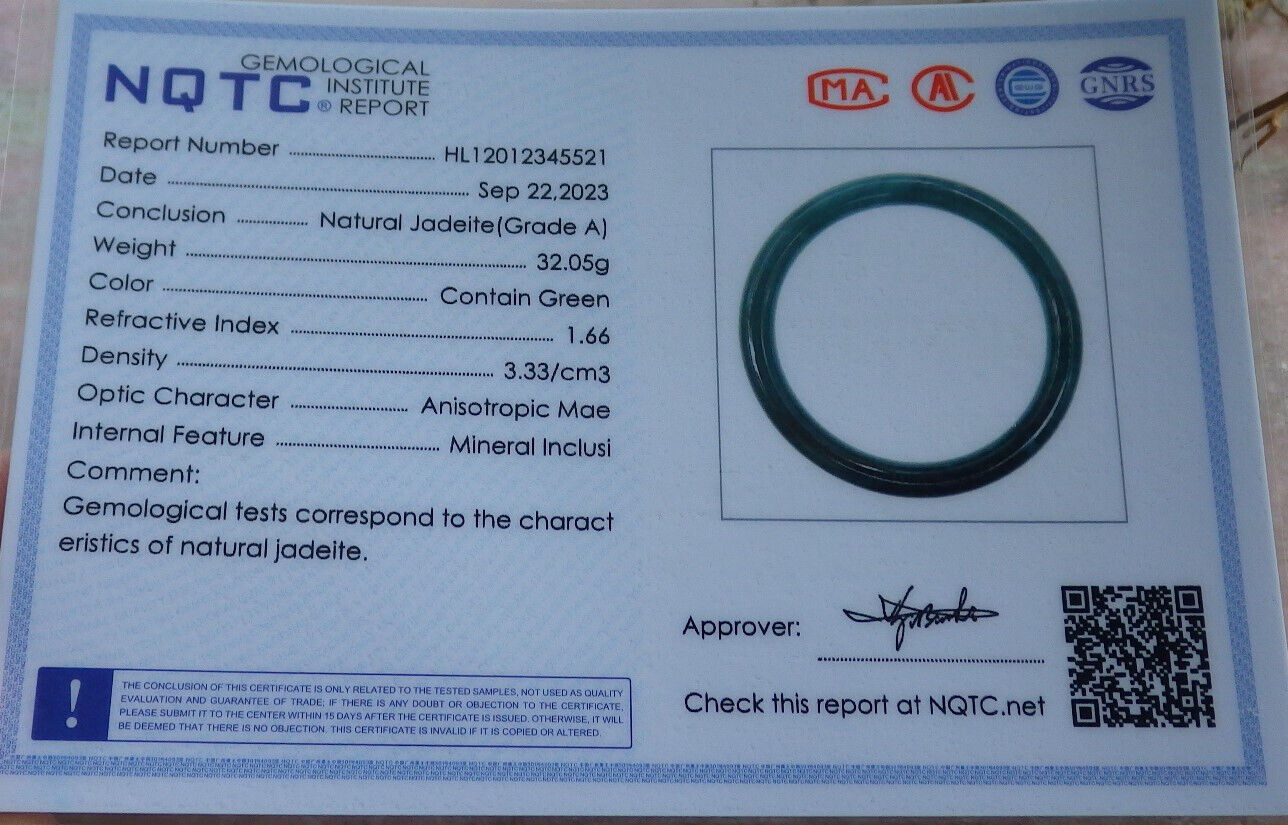 NQTC® GEMOLOGICAL
INSTITUTE
REPORT
MA
GNRS
Report Number ........ HL12012345521
Date ........ Sep 22,2023
Conclusion ........ Natural Jadeite(Grade A)
Weight ........ 32.05g
Color ........ Contain Green
Refractive Index ........ 1.66
Density ........ 3.33/cm3
Optic Character ........ Anisotropic Mae
Internal Feature ........ Mineral Inclusi
Comment:
Gemological tests correspond to the charact
eristics of natural jadeite.
Approver:
Check this report at NQTC.net
! THE CONCLUSION OF THIS CERTIFICATE IS ONLY RELATED TO THE TESTED SAMPLES, NOT USED AS QUALITY
EVALUATION AND GUARANTEE OF TRADE; IF THERE IS ANY DOUBT OR OBJECTION TO THE CERTIFICATE,
PLEASE SUBMIT IT TO THE CENTER WITHIN 15 DAYS AFTER THE CERTIFICATE IS ISSUED. OTHERWISE, IT WILL
BE DEEMED THAT THERE IS NO OBJECTION. THIS CERTIFICATE IS INVALID IF IT IS COPIED OR ALTERED.